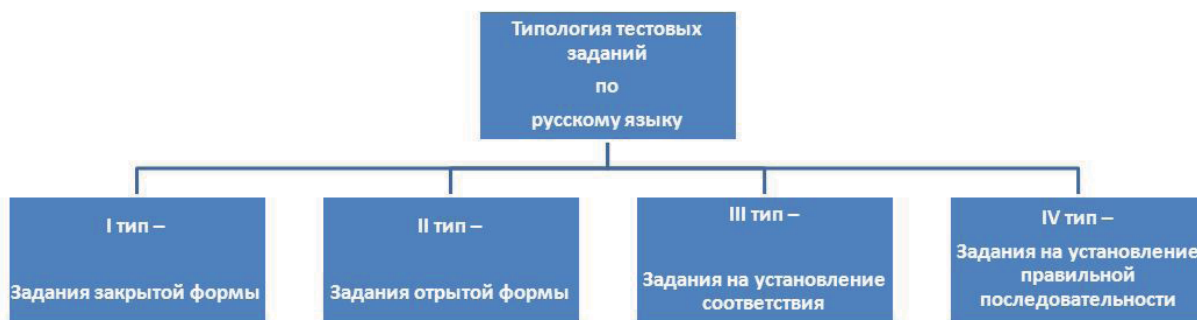 Типология тестовых
заданий
по
русскому языку
I тип –
Задания закрытой формы
II тип –
Задания отрытой формы
III тип –
Задания на установление
соответствия
IV тип –
Задания на установление
правильной
последовательности